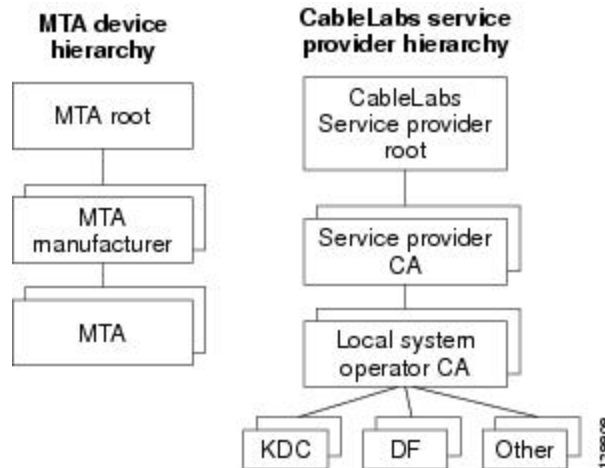 MTA device
hierarchy
MTA root
MTA
manufacturer
MTA
CableLabs service
provider hierarchy
CableLabs
Service provider
root
Service provider
CA
Local system
operator CA
KDC
DF
Other